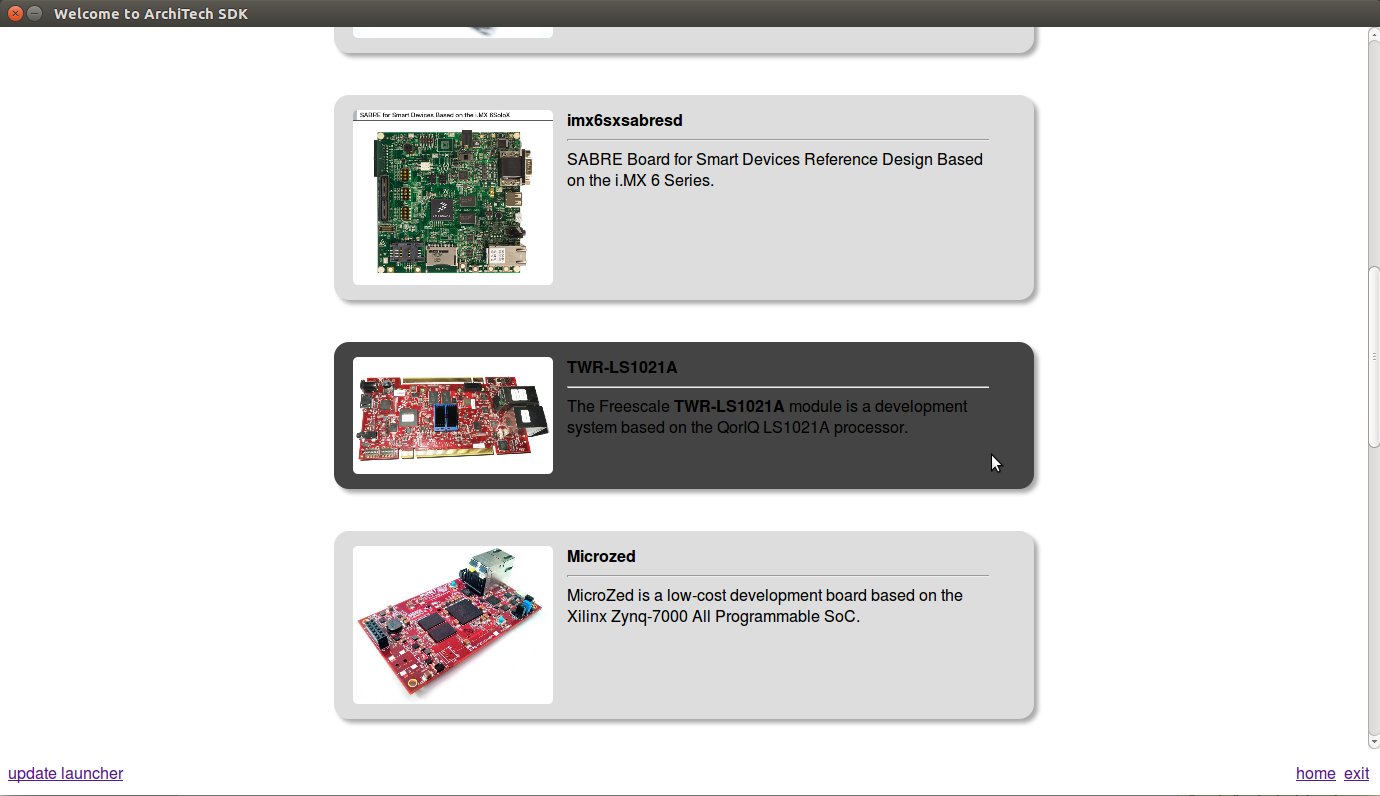 Welcome to ArchiTech SDK
SABRE for Smart Devices Based on the i.MX 6SoloX
imx6sxsabresd
SABRE Board for Smart Devices Reference Design Based
on the i.MX 6 Series.
TWR-LS1021A
The Freescale TWR-LS1021A module is a development
system based on the QorIQ LS1021A processor.
Microzed
MicroZed is a low-cost development board based on the
Xilinx Zynq-7000 All Programmable SoC.
update launcher
home exit